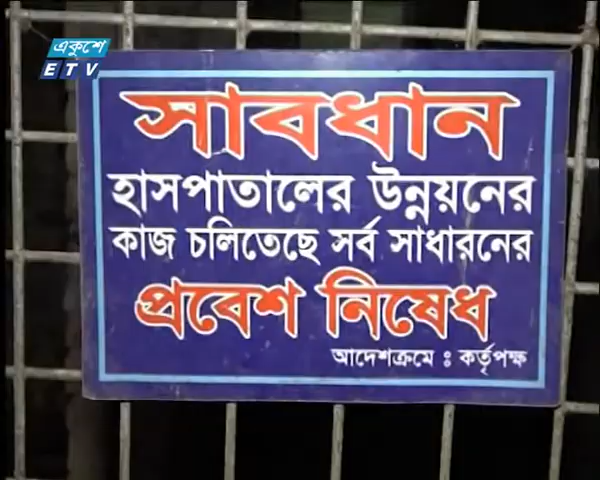 একুশে
ETV
সাবধান
হাসপাতালের উন্নয়নের
কাজ চলিতেছে সর্ব সাধারনের
প্রবেশ নিষেধ
আদেশক্রমে ঃ কর্তৃপক্ষ